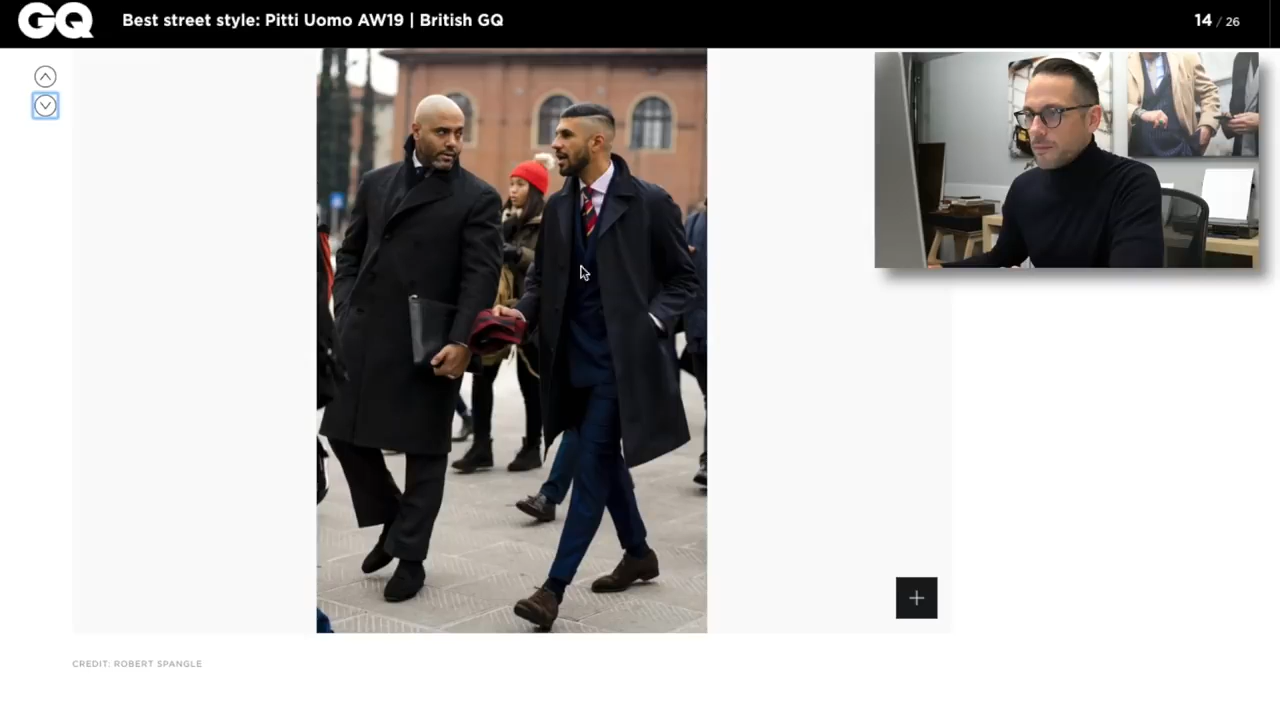 GQ
Best street style: Pitti Uomo AW19 | British GQ
14 / 26
CREDIT: ROBERT SPANGLE